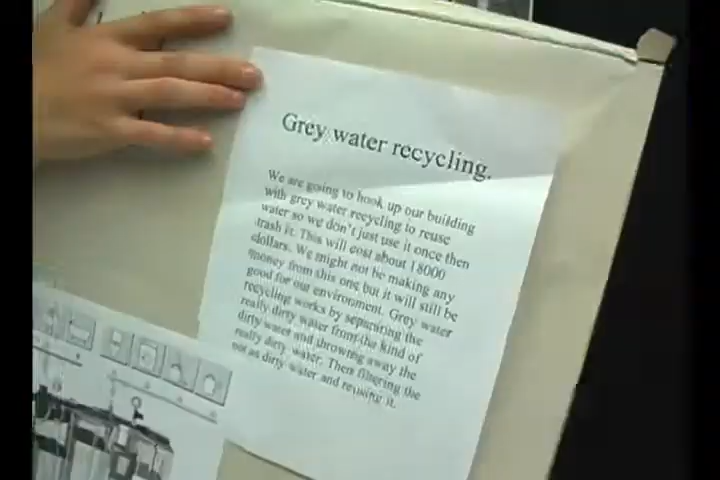 Grey water recycling.
We are going to hook up our building
with grey water recycling to reuse
water so we don't just use it once then
trash it. This will cost about 18000
dollars. We might not be making any
money from this one but it will still be
good for our environment. Grey water
recycling works by separating the
really dirty water from the kind of
dirty water and throwing away the
really dirty water. Then filtering the
not as dirty water and reusing it.